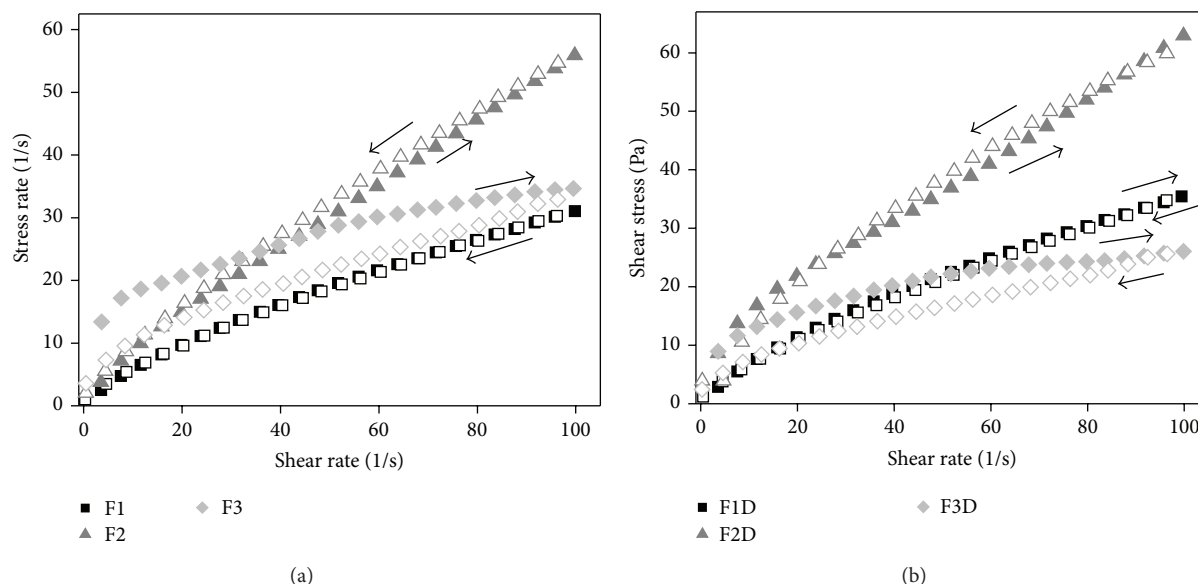 60
50
40
30
20
10
0
Stress rate (1/s)
0 20 40 60 80 100
Shear rate (1/s)
F1 F3
F2
(a)
60
50
40
30
20
10
0
Shear stress (Pa)
0 20 40 60 80 100
Shear rate (1/s)
F1D F3D
F2D
(b)